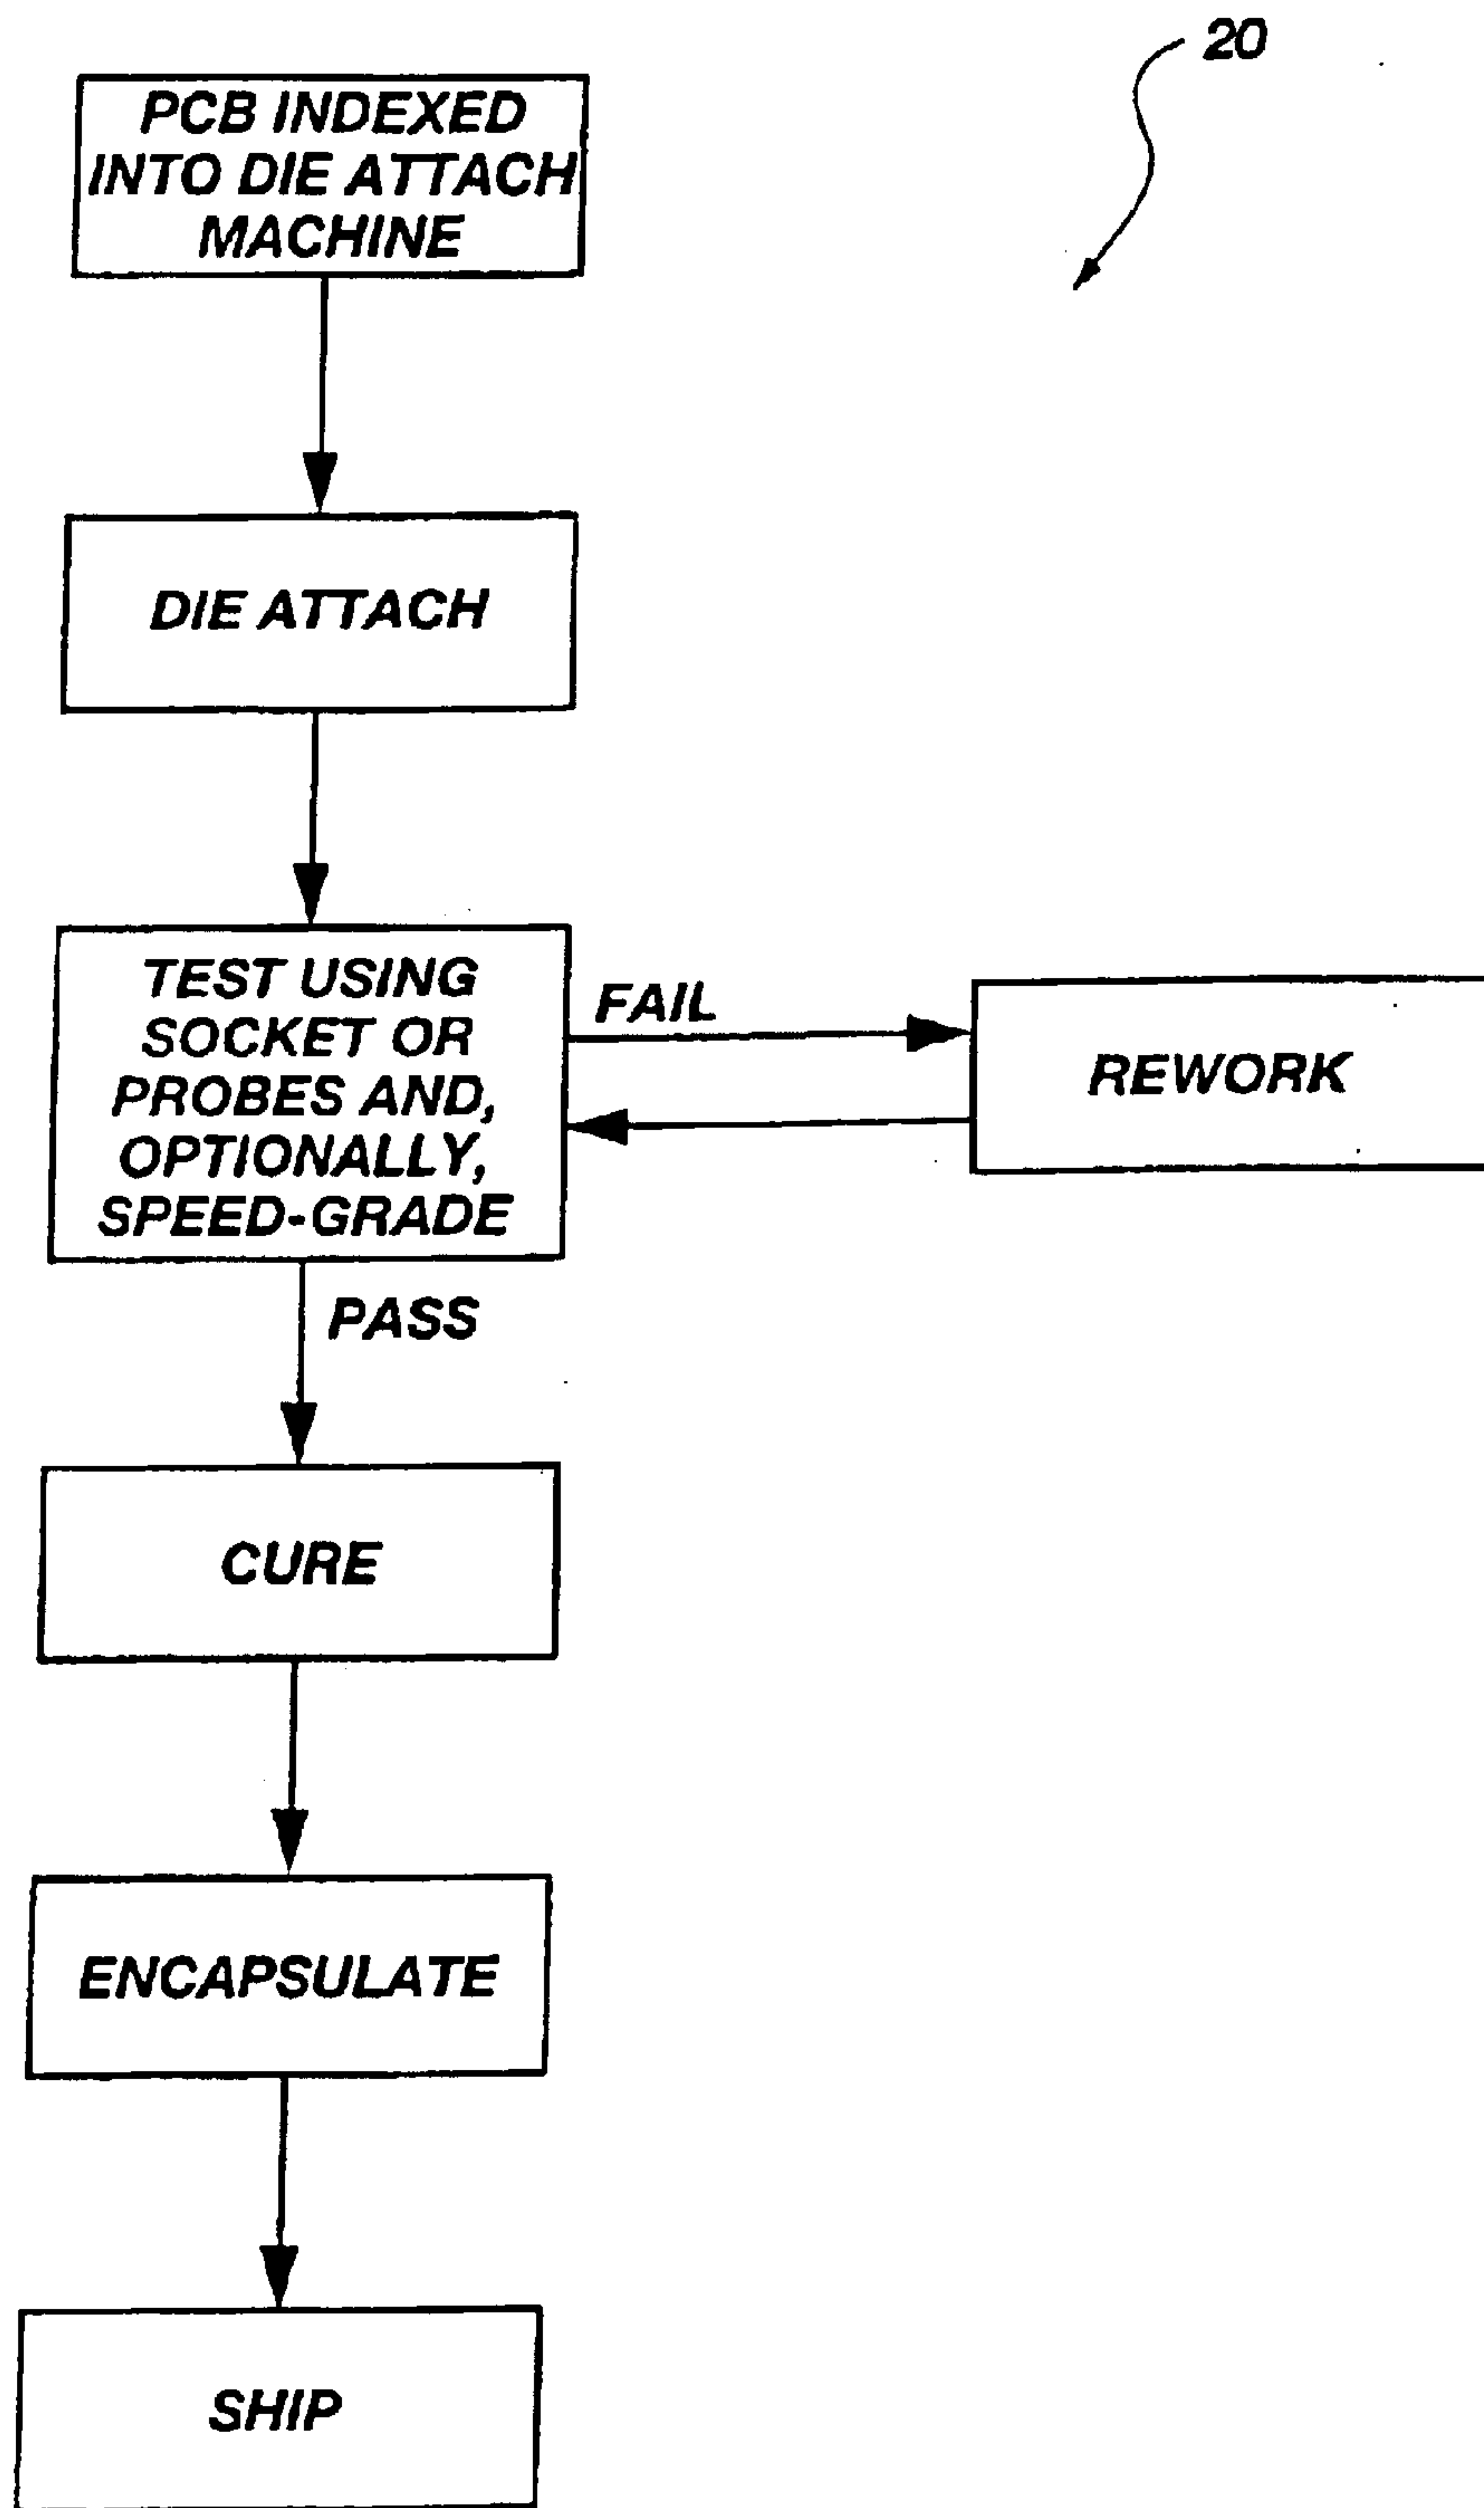 20
PCB INDEXED
INTO DIE ATTACH
MACHINE
DIE ATTACH
TEST USING
SOCKET OR
PROBES AND,
OPTIONALLY,
SPEED-GRADE
FAIL
REWORK
PASS
CURE
ENCAPSULATE
SHIP